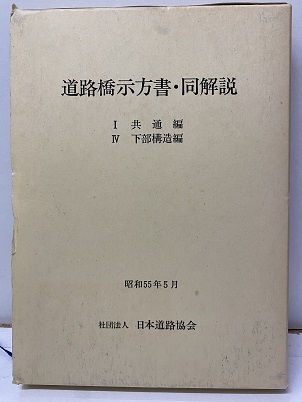 道路橋示方書・同解説
I 共通編
IV 下部構造編
昭和55年5月
社団法人 日本道路協会